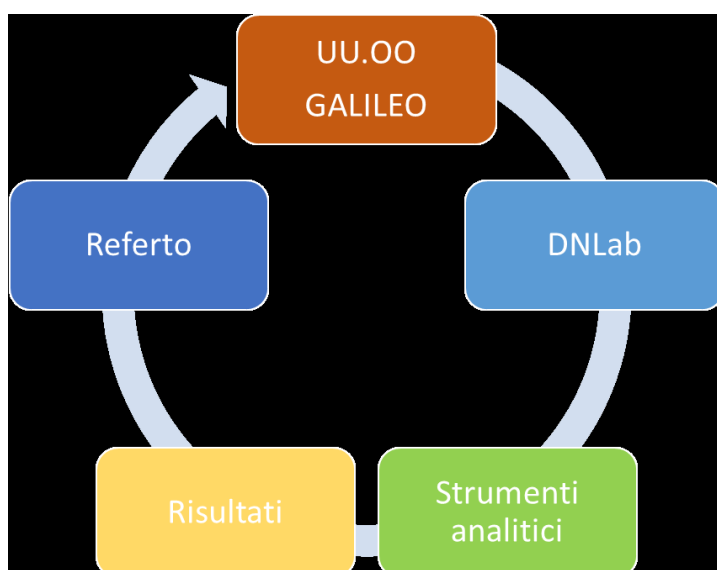 UU.OO
GALILEO
DNLab
Strumenti
analitici
Risultati
Referto